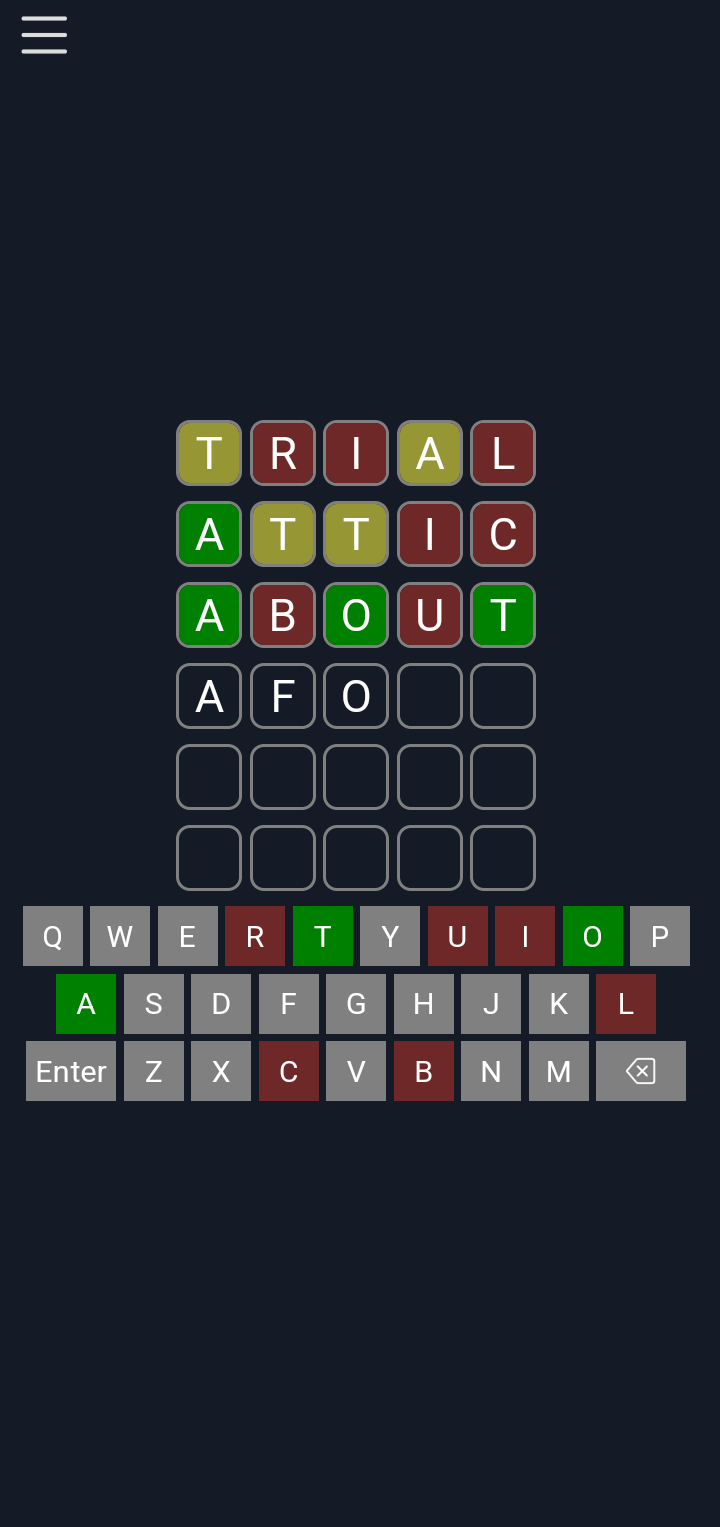 T R I A L
A T T I C
A B O U T
A F O
Q W E R T Y U I O P
A S D F G H J K L
Enter Z X C V B N M